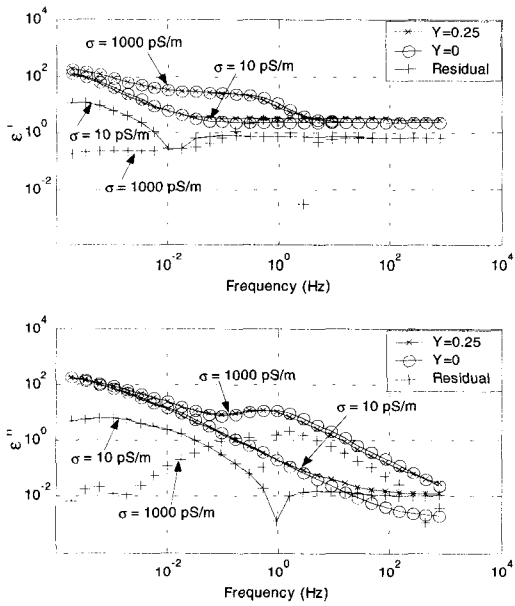 10^4
10^2
10^0
10^-2
ε'
σ = 1000 pS/m
σ = 10 pS/m
σ = 10 pS/m
σ = 1000 pS/m
Y=0.25
Y=0
Residual
10^-2 10^0 10^2 10^4
Frequency (Hz)
10^4
10^2
10^0
10^-2
ε"
σ = 1000 pS/m
σ = 10 pS/m
σ = 10 pS/m
σ = 1000 pS/m
Y=0.25
Y=0
Residual
10^-2 10^0 10^2 10^4
Frequency (Hz)